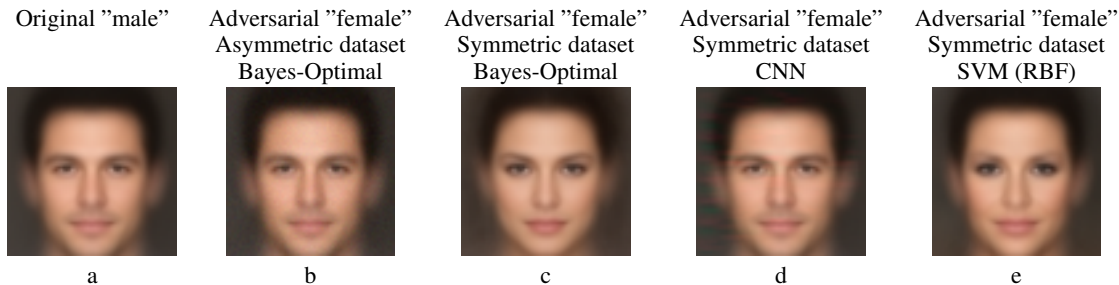 Original ”male”
Adversarial ”female”
Asymmetric dataset
Bayes-Optimal
Adversarial ”female”
Symmetric dataset
Bayes-Optimal
Adversarial ”female”
Symmetric dataset
CNN
Adversarial ”female”
Symmetric dataset
SVM (RBF)
a
b
c
d
e